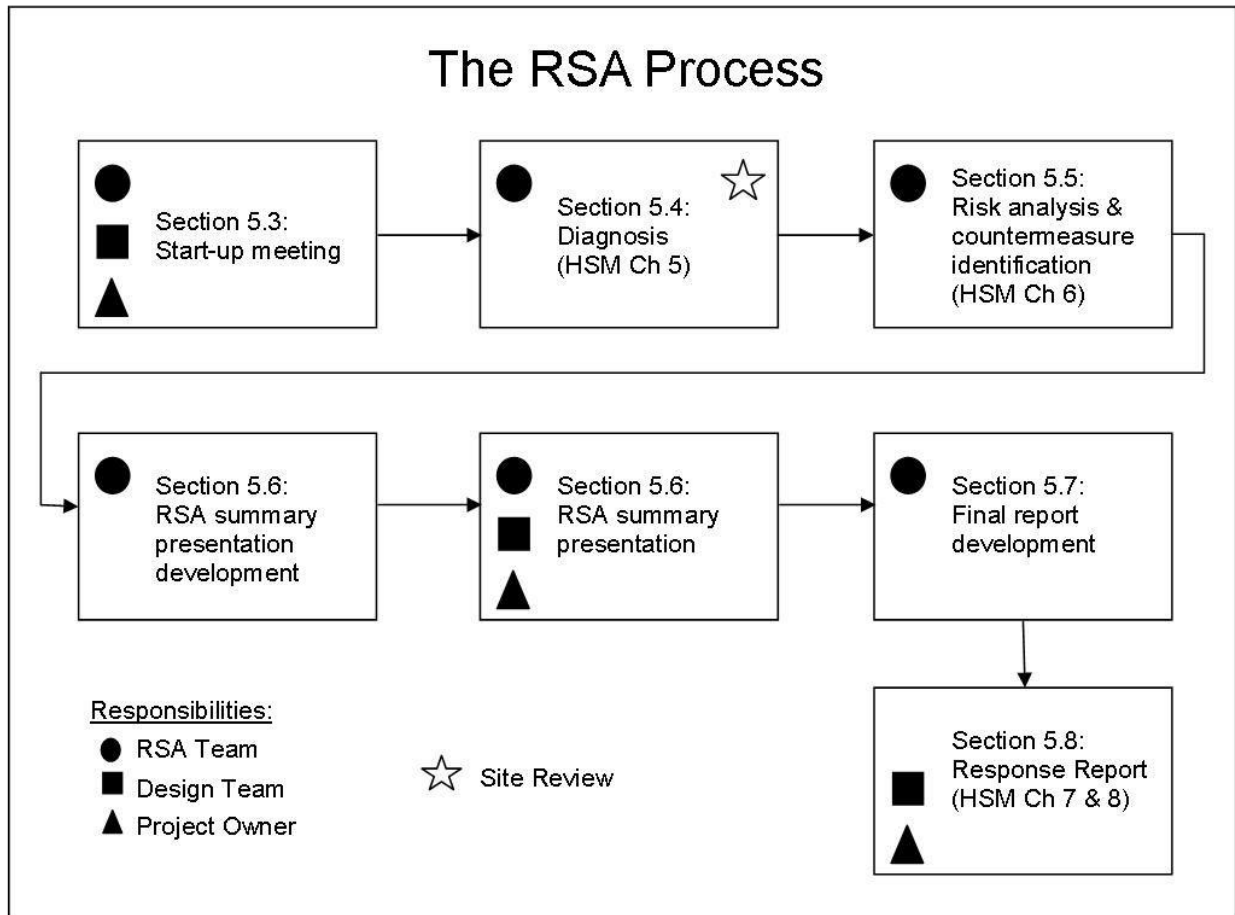 The RSA Process
Section 5.3:
Start-up meeting
Section 5.4:
Diagnosis
(HSM Ch 5)
Section 5.5:
Risk analysis &
countermeasure
identification
(HSM Ch 6)
Section 5.6:
RSA summary
presentation
development
Section 5.6:
RSA summary
presentation
Section 5.7:
Final report
development
Section 5.8:
Response Report
(HSM Ch 7 & 8)
Responsibilities:
RSA Team
Design Team
Project Owner
Site Review